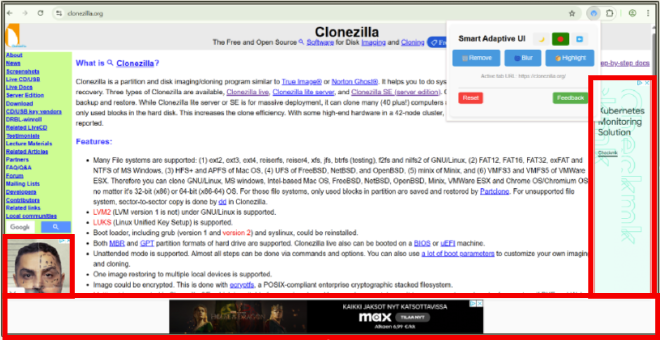 clonezilla.org
Clonezilla
The Free and Open Source Software for Disk Imaging and Cloning
Smart Adaptive UI
Remove
Blur
Highlight
Active tab URL: https://clonezilla.org/
Reset
Feedback
step-by-step docs
About
News
Screenshots
Live CD/USB
Live Docs
Server Edition
Download
CD/USB key vendors
DRBL-winroll
Related LiveCD
Testimonials
Lecture Materials
Related Articles
Partners
FAQ/Q&A
Forum
Mailing Lists
Developers
Contributors
Related links
Local communities
Google
What is Clonezilla?
Clonezilla is a partition and disk imaging/cloning program similar to True Image® or Norton Ghost®. It helps you to do sys
recovery. Three types of Clonezilla are available, Clonezilla live, Clonezilla lite server, and Clonezilla SE (server edition).
backup and restore. While Clonezilla lite server or SE is for massive deployment, it can clone many (40 plus!) computers
only used blocks in the hard disk. This increases the clone efficiency. With some high-end hardware in a 42-node cluster,
reported.
Features:
Many File systems are supported: (1) ext2, ext3, ext4, reiserfs, reiser4, xfs, jfs, btrfs (testing), f2fs and nilfs2 of GNU/Linux, (2) FAT12, FAT16, FAT32, exFAT and
NTFS of MS Windows, (3) HFS+ and APFS of Mac OS, (4) UFS of FreeBSD, NetBSD, and OpenBSD, (5) minix of Minix, and (6) VMFS3 and VMFS5 of VMWare
ESX. Therefore you can clone GNU/Linux, MS windows, Intel-based Mac OS, FreeBSD, NetBSD, OpenBSD, Minix, VMWare ESX and Chrome OS/Chromium OS
no matter it's 32-bit (x86) or 64-bit (x86-64) OS. For these file systems, only used blocks in partition are saved and restored by Partclone. For unsupported file
system, sector-to-sector copy is done by dd in Clonezilla.
LVM2 (LVM version 1 is not) under GNU/Linux is supported.
LUKS (Linux Unified Key Setup) is supported.
Boot loader, including grub (version 1 and version 2) and syslinux, could be reinstalled.
Both MBR and GPT partition formats of hard drive are supported. Clonezilla live also can be booted on a BIOS or uEFI machine.
Unattended mode is supported. Almost all steps can be done via commands and options. You can also use a lot of boot parameters to customize your own imaging
and cloning.
One image restoring to multiple local devices is supported.
Image could be encrypted. This is done with ecryptfs, a POSIX-compliant enterprise cryptographic stacked filesystem.
Kubernetes
Monitoring
Solution
Checkmk
checkmk
KAIKKI JAKSOT NYT KATSOTTAVISSA
max
TILAA NYT
Alkaen 6,99 €/kk